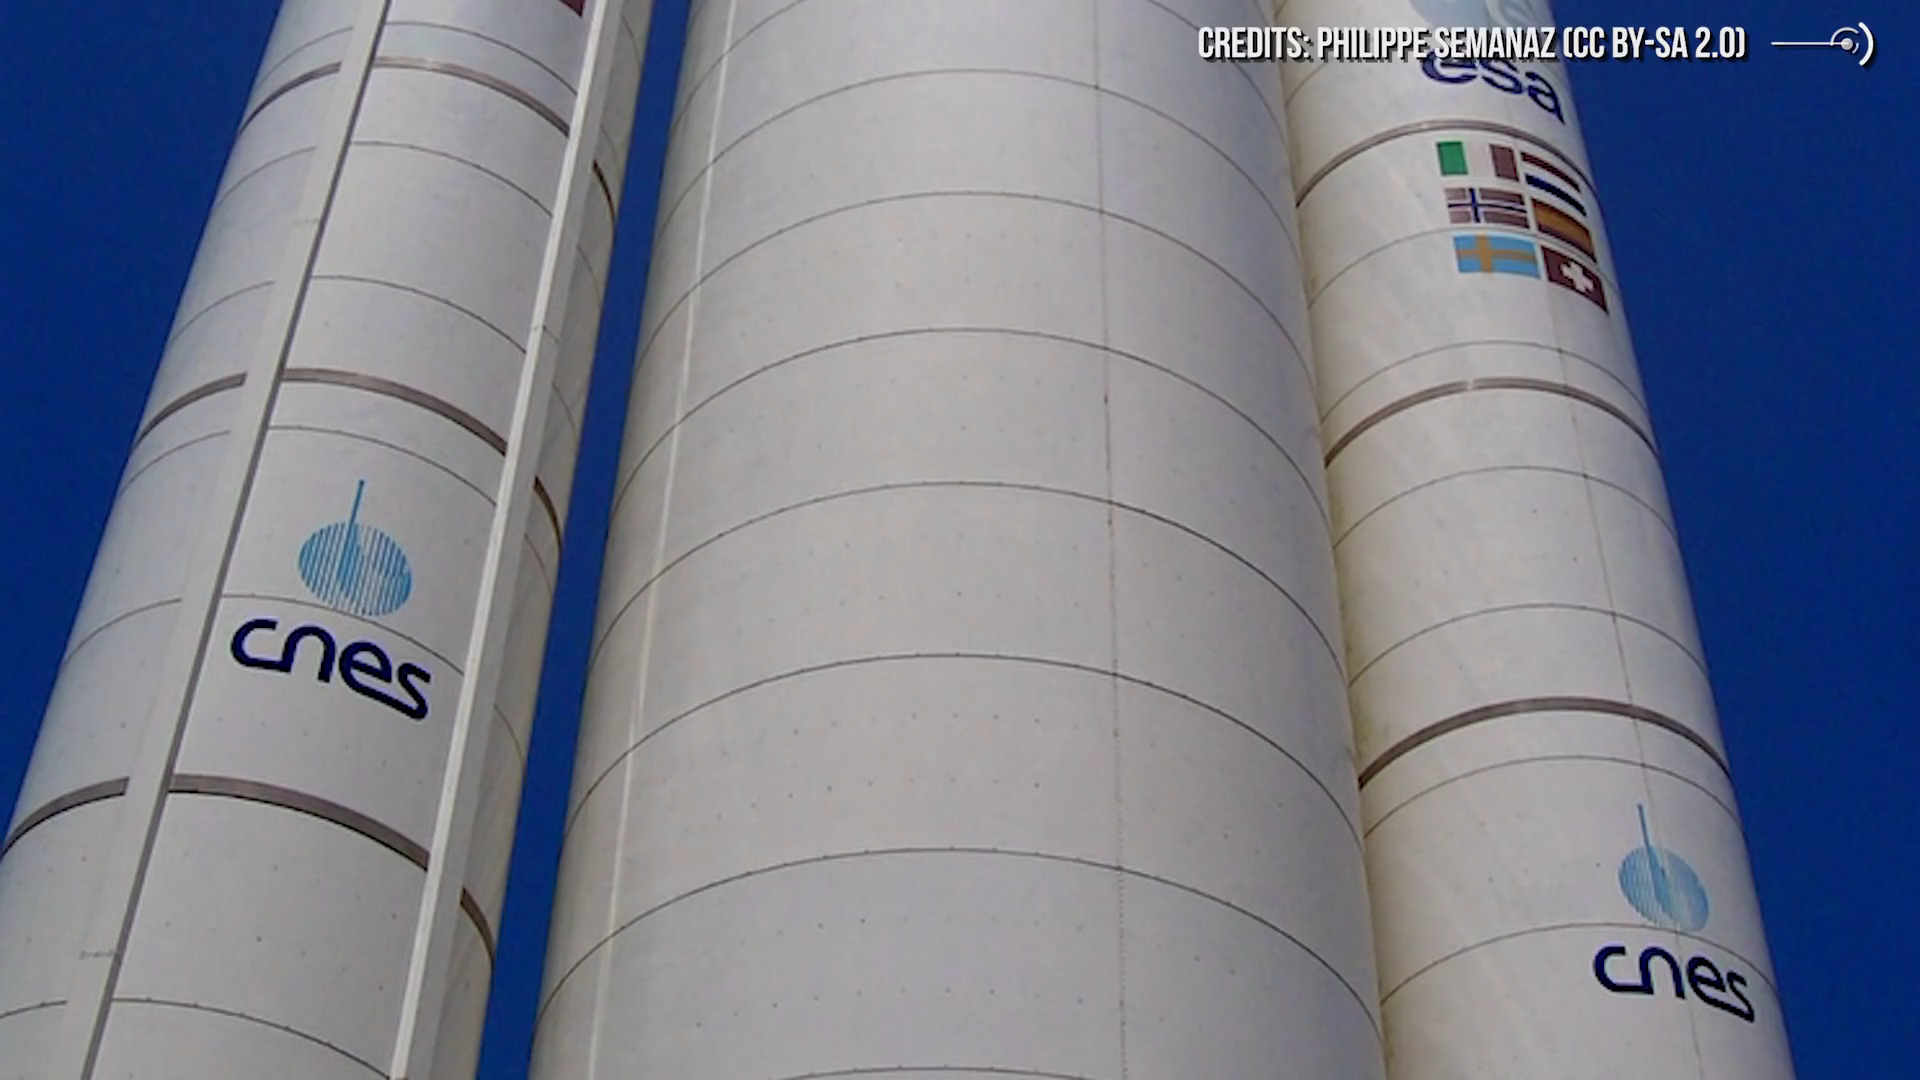 CREDITS: PHILIPPE SEMANAZ (CC BY-SA 2.0)
esa
cnes
cnes